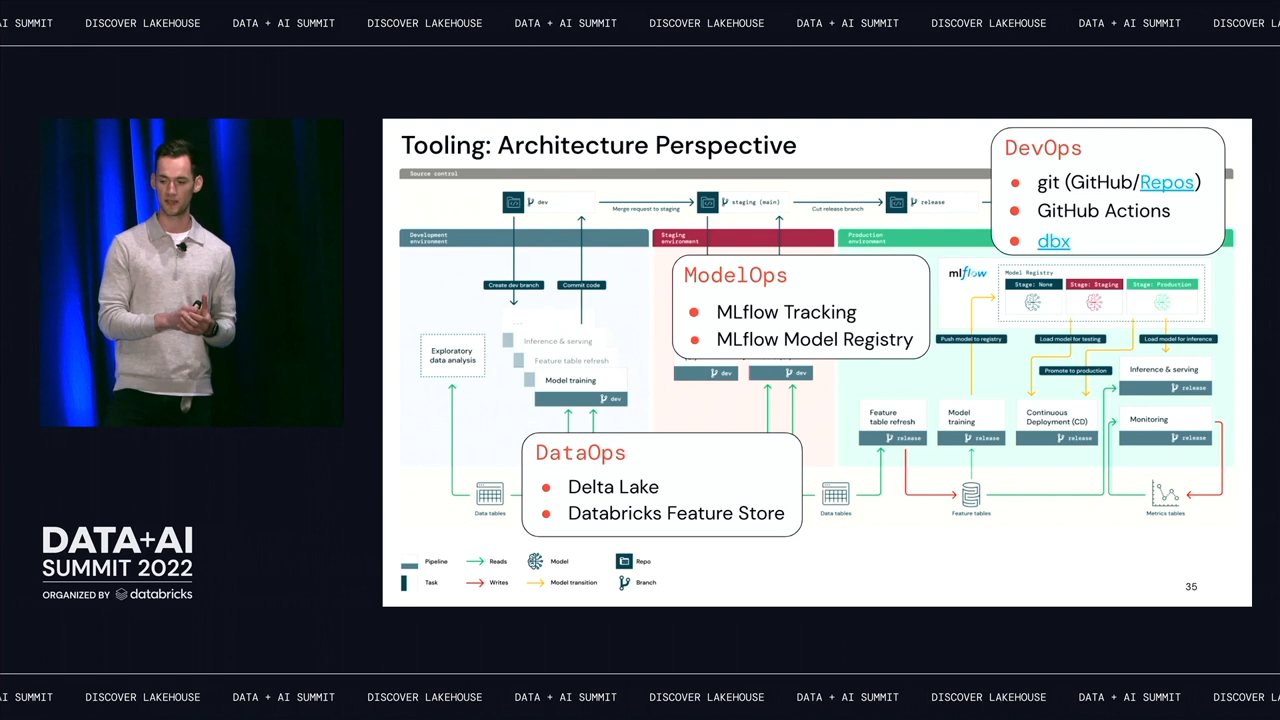 AI SUMMIT DISCOVER LAKEHOUSE DATA + AI SUMMIT DISCOVER LAKEHOUSE DATA + AI SUMMIT DISCOVER LAKEHOUSE DATA + AI SUMMIT DISCOVER LAKEHOUSE DATA + AI SUMMIT DISCOVER L
Tooling: Architecture Perspective
DevOps
git (GitHub/Repos)
GitHub Actions
dbx
Source control
dev
Merge request to staging
staging (main)
Cut release branch
release
Development
environment
Staging
environment
Production
environment
ModelOps
MLflow Tracking
MLflow Model Registry
mlflow
Model Registry
Stage: None
Stage: Staging
Stage: Production
Create dev branch
Commit code
Push model to registry
Load model for testing
Load model for inference
Promote to production
Exploratory
data analysis
Inference & serving
Feature table refresh
Model training
dev
dev
dev
Inference & serving
release
Feature
table refresh
release
Model
training
release
Continuous
Deployment (CD)
release
Monitoring
release
DataOps
Delta Lake
Databricks Feature Store
Data tables
Data tables
Feature tables
Metrics tables
Pipeline
Reads
Model
Repo
Task
Writes
Model transition
Branch
35
DATA+AI
SUMMIT 2022
ORGANIZED BY databricks
AI SUMMIT DISCOVER LAKEHOUSE DATA + AI SUMMIT DISCOVER LAKEHOUSE DATA + AI SUMMIT DISCOVER LAKEHOUSE DATA + AI SUMMIT DISCOVER LAKEHOUSE DATA + AI SUMMIT DISCOVER L